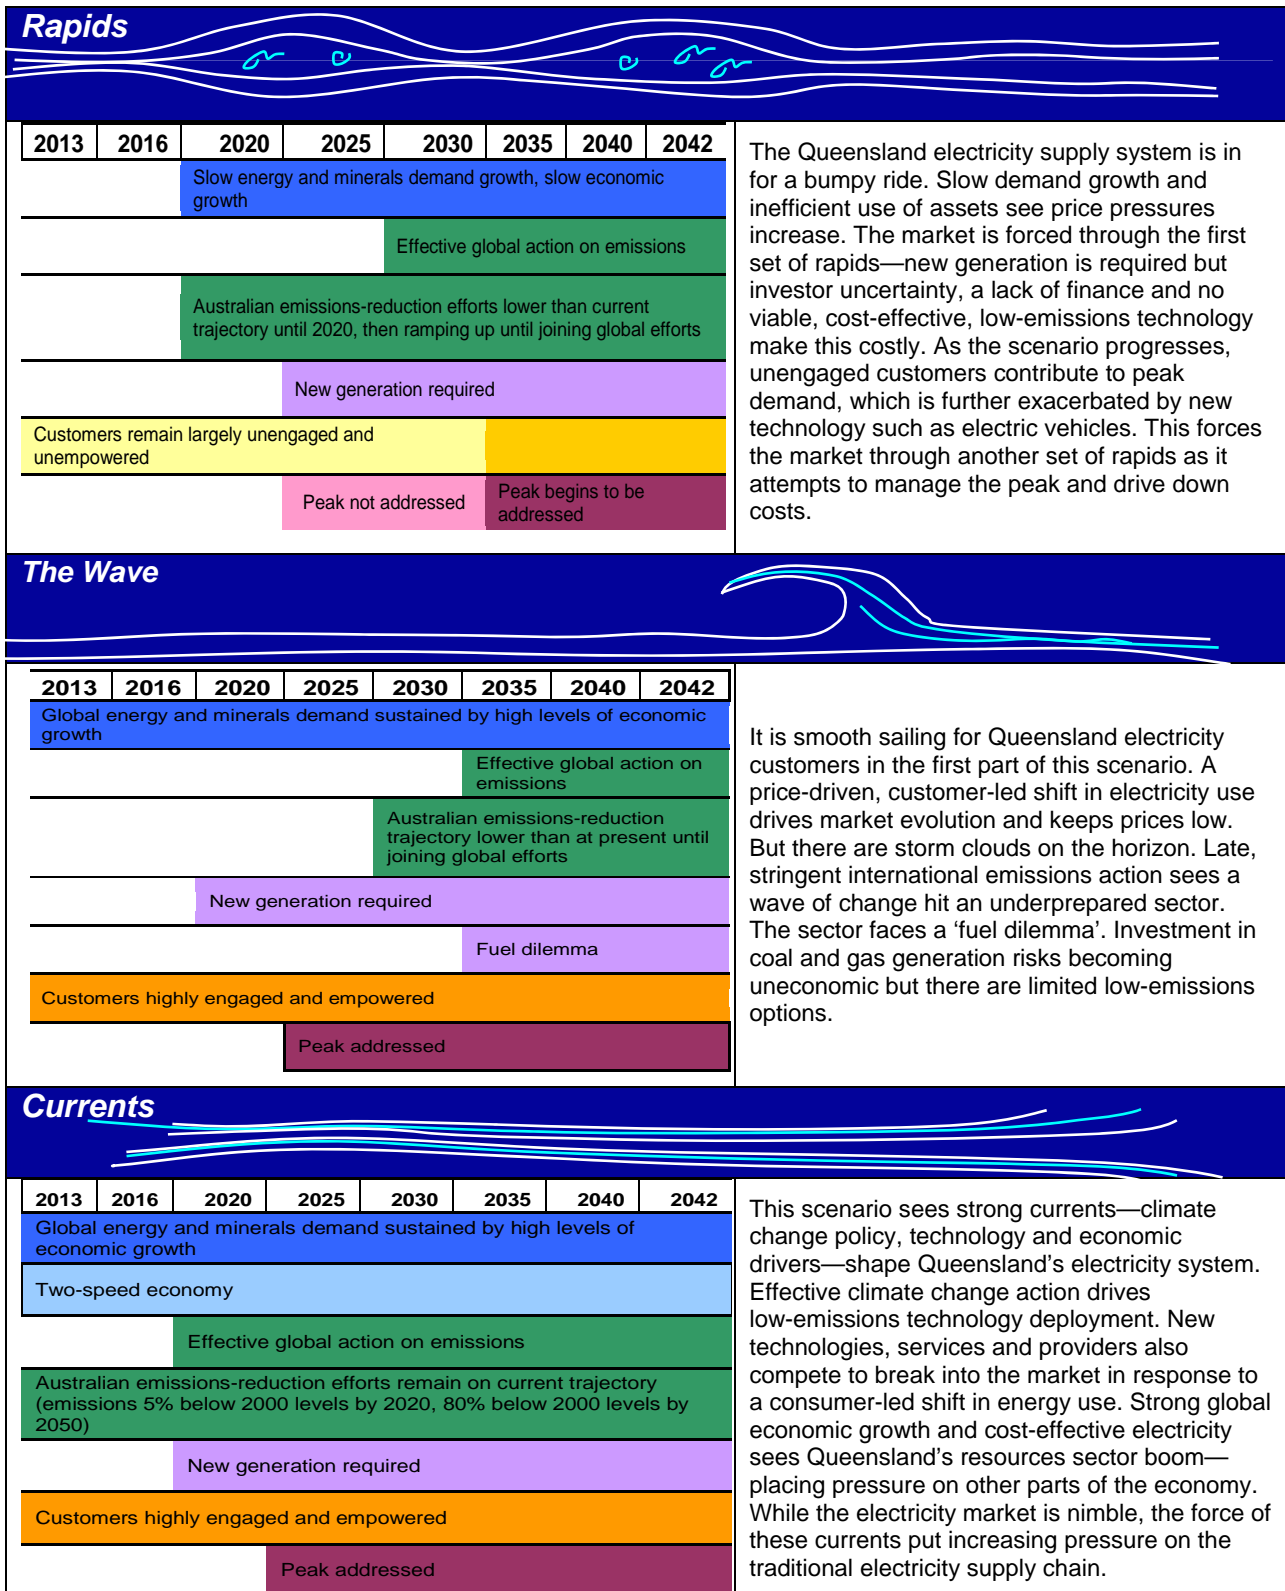 Rapids
2013 2016 2020 2025 2030 2035 2040 2042
Slow energy and minerals demand growth, slow economic
growth
Effective global action on emissions
Australian emissions-reduction efforts lower than current
trajectory until 2020, then ramping up until joining global efforts
New generation required
Customers remain largely unengaged and
unempowered
Peak not addressed
Peak begins to be
addressed
The Queensland electricity supply system is in
for a bumpy ride. Slow demand growth and
inefficient use of assets see price pressures
increase. The market is forced through the first
set of rapids—new generation is required but
investor uncertainty, a lack of finance and no
viable, cost-effective, low-emissions technology
make this costly. As the scenario progresses,
unengaged customers contribute to peak
demand, which is further exacerbated by new
technology such as electric vehicles. This forces
the market through another set of rapids as it
attempts to manage the peak and drive down
costs.
The Wave
2013 2016 2020 2025 2030 2035 2040 2042
Global energy and minerals demand sustained by high levels of economic
growth
Effective global action on
emissions
Australian emissions-reduction
trajectory lower than at present until
joining global efforts
New generation required
Fuel dilemma
Customers highly engaged and empowered
Peak addressed
It is smooth sailing for Queensland electricity
customers in the first part of this scenario. A
price-driven, customer-led shift in electricity use
drives market evolution and keeps prices low.
But there are storm clouds on the horizon. Late,
stringent international emissions action sees a
wave of change hit an underprepared sector.
The sector faces a ‘fuel dilemma’. Investment in
coal and gas generation risks becoming
uneconomic but there are limited low-emissions
options.
Currents
2013 2016 2020 2025 2030 2035 2040 2042
Global energy and minerals demand sustained by high levels of
economic growth
Two-speed economy
Effective global action on emissions
Australian emissions-reduction efforts remain on current trajectory
(emissions 5% below 2000 levels by 2020, 80% below 2000 levels by
2050)
New generation required
Customers highly engaged and empowered
Peak addressed
This scenario sees strong currents—climate
change policy, technology and economic
drivers—shape Queensland’s electricity system.
Effective climate change action drives
low-emissions technology deployment. New
technologies, services and providers also
compete to break into the market in response to
a consumer-led shift in energy use. Strong global
economic growth and cost-effective electricity
sees Queensland’s resources sector boom—
placing pressure on other parts of the economy.
While the electricity market is nimble, the force of
these currents put increasing pressure on the
traditional electricity supply chain.